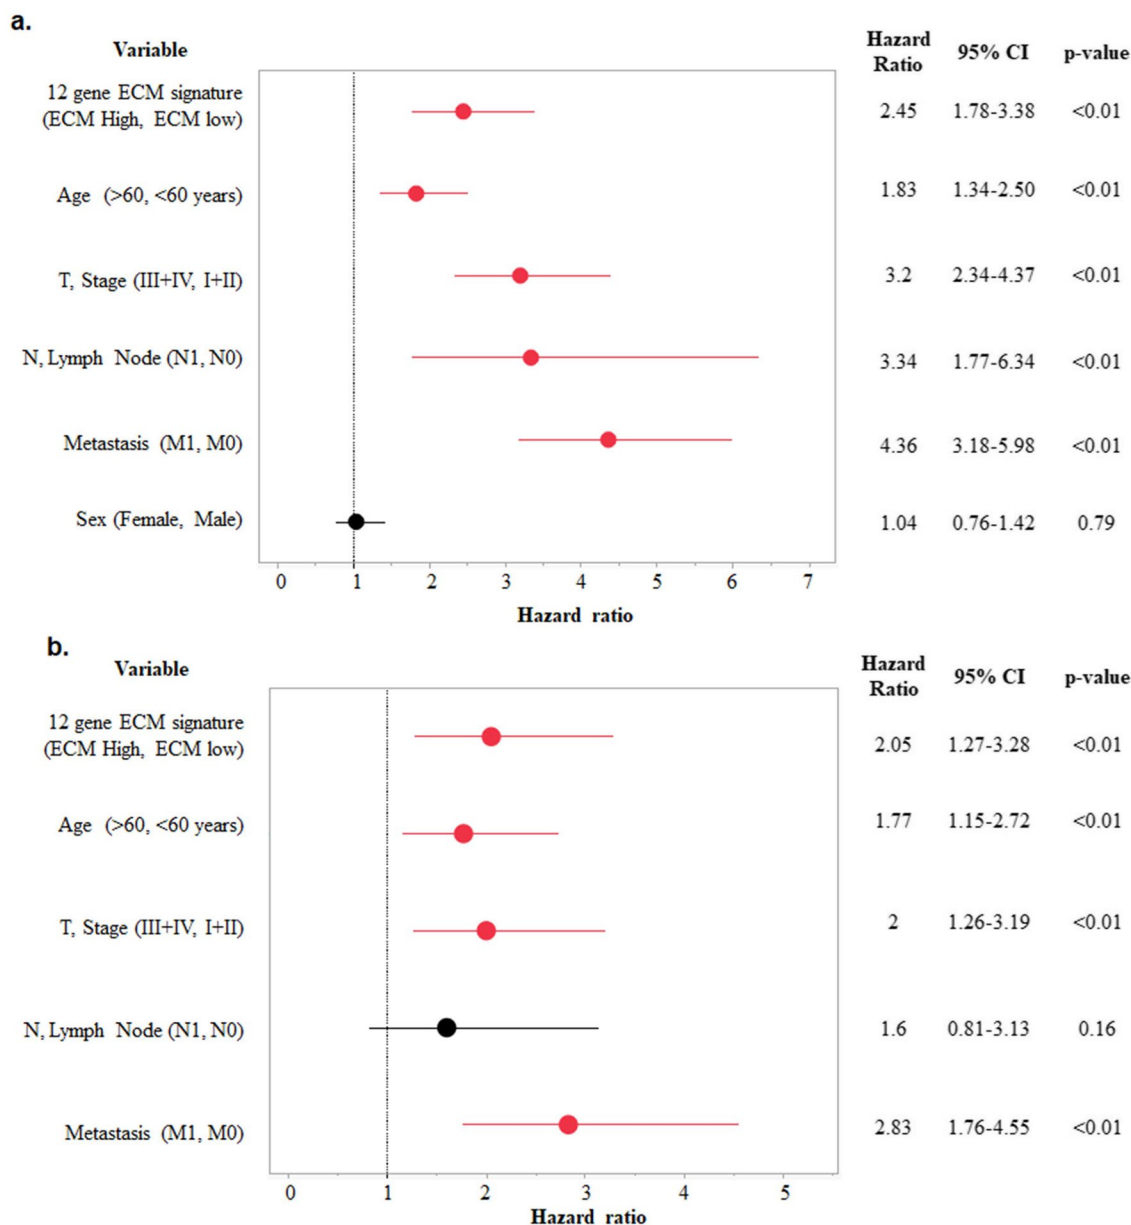 a.
Variable
Hazard
Ratio
95% CI
p-value
12 gene ECM signature
(ECM High, ECM low)
2.45
1.78-3.38
<0.01
Age (>60, <60 years)
1.83
1.34-2.50
<0.01
T, Stage (III+IV, I+II)
3.2
2.34-4.37
<0.01
N, Lymph Node (N1, N0)
3.34
1.77-6.34
<0.01
Metastasis (M1, M0)
4.36
3.18-5.98
<0.01
Sex (Female, Male)
1.04
0.76-1.42
0.79
0 1 2 3 4 5 6 7
Hazard ratio
b.
Variable
Hazard
Ratio
95% CI
p-value
12 gene ECM signature
(ECM High, ECM low)
2.05
1.27-3.28
<0.01
Age (>60, <60 years)
1.77
1.15-2.72
<0.01
T, Stage (III+IV, I+II)
2
1.26-3.19
<0.01
N, Lymph Node (N1, N0)
1.6
0.81-3.13
0.16
Metastasis (M1, M0)
2.83
1.76-4.55
<0.01
0 1 2 3 4 5
Hazard ratio